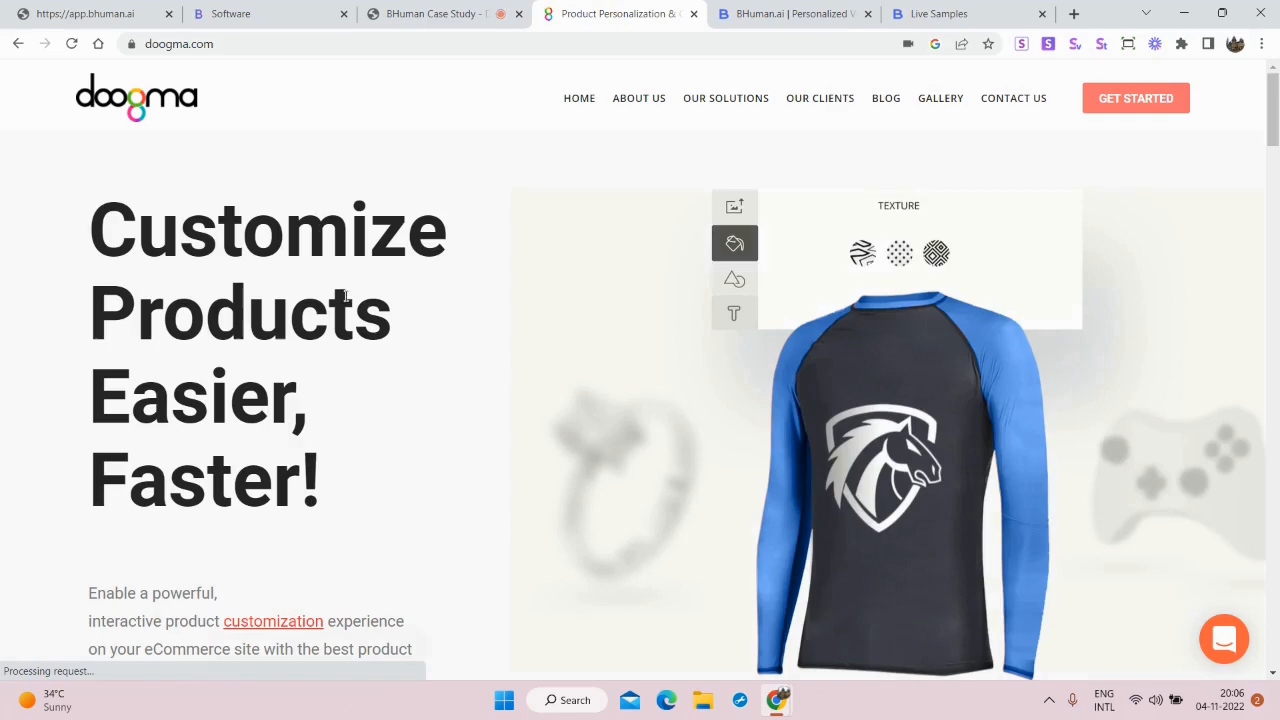 https://app.bhuman.ai
Software
BHuman Case Study -
Product Personalization &
BHuman.ai | Personalized V
Live Samples
doogma.com
doogma
HOME
ABOUT US
OUR SOLUTIONS
OUR CLIENTS
BLOG
GALLERY
CONTACT US
GET STARTED
Customize
Products
Easier,
Faster!
TEXTURE
Enable a powerful,
interactive product customization experience
on your eCommerce site with the best product
Processing request...
34°C
Sunny
Search
ENG
INTL
20:06
04-11-2022
2